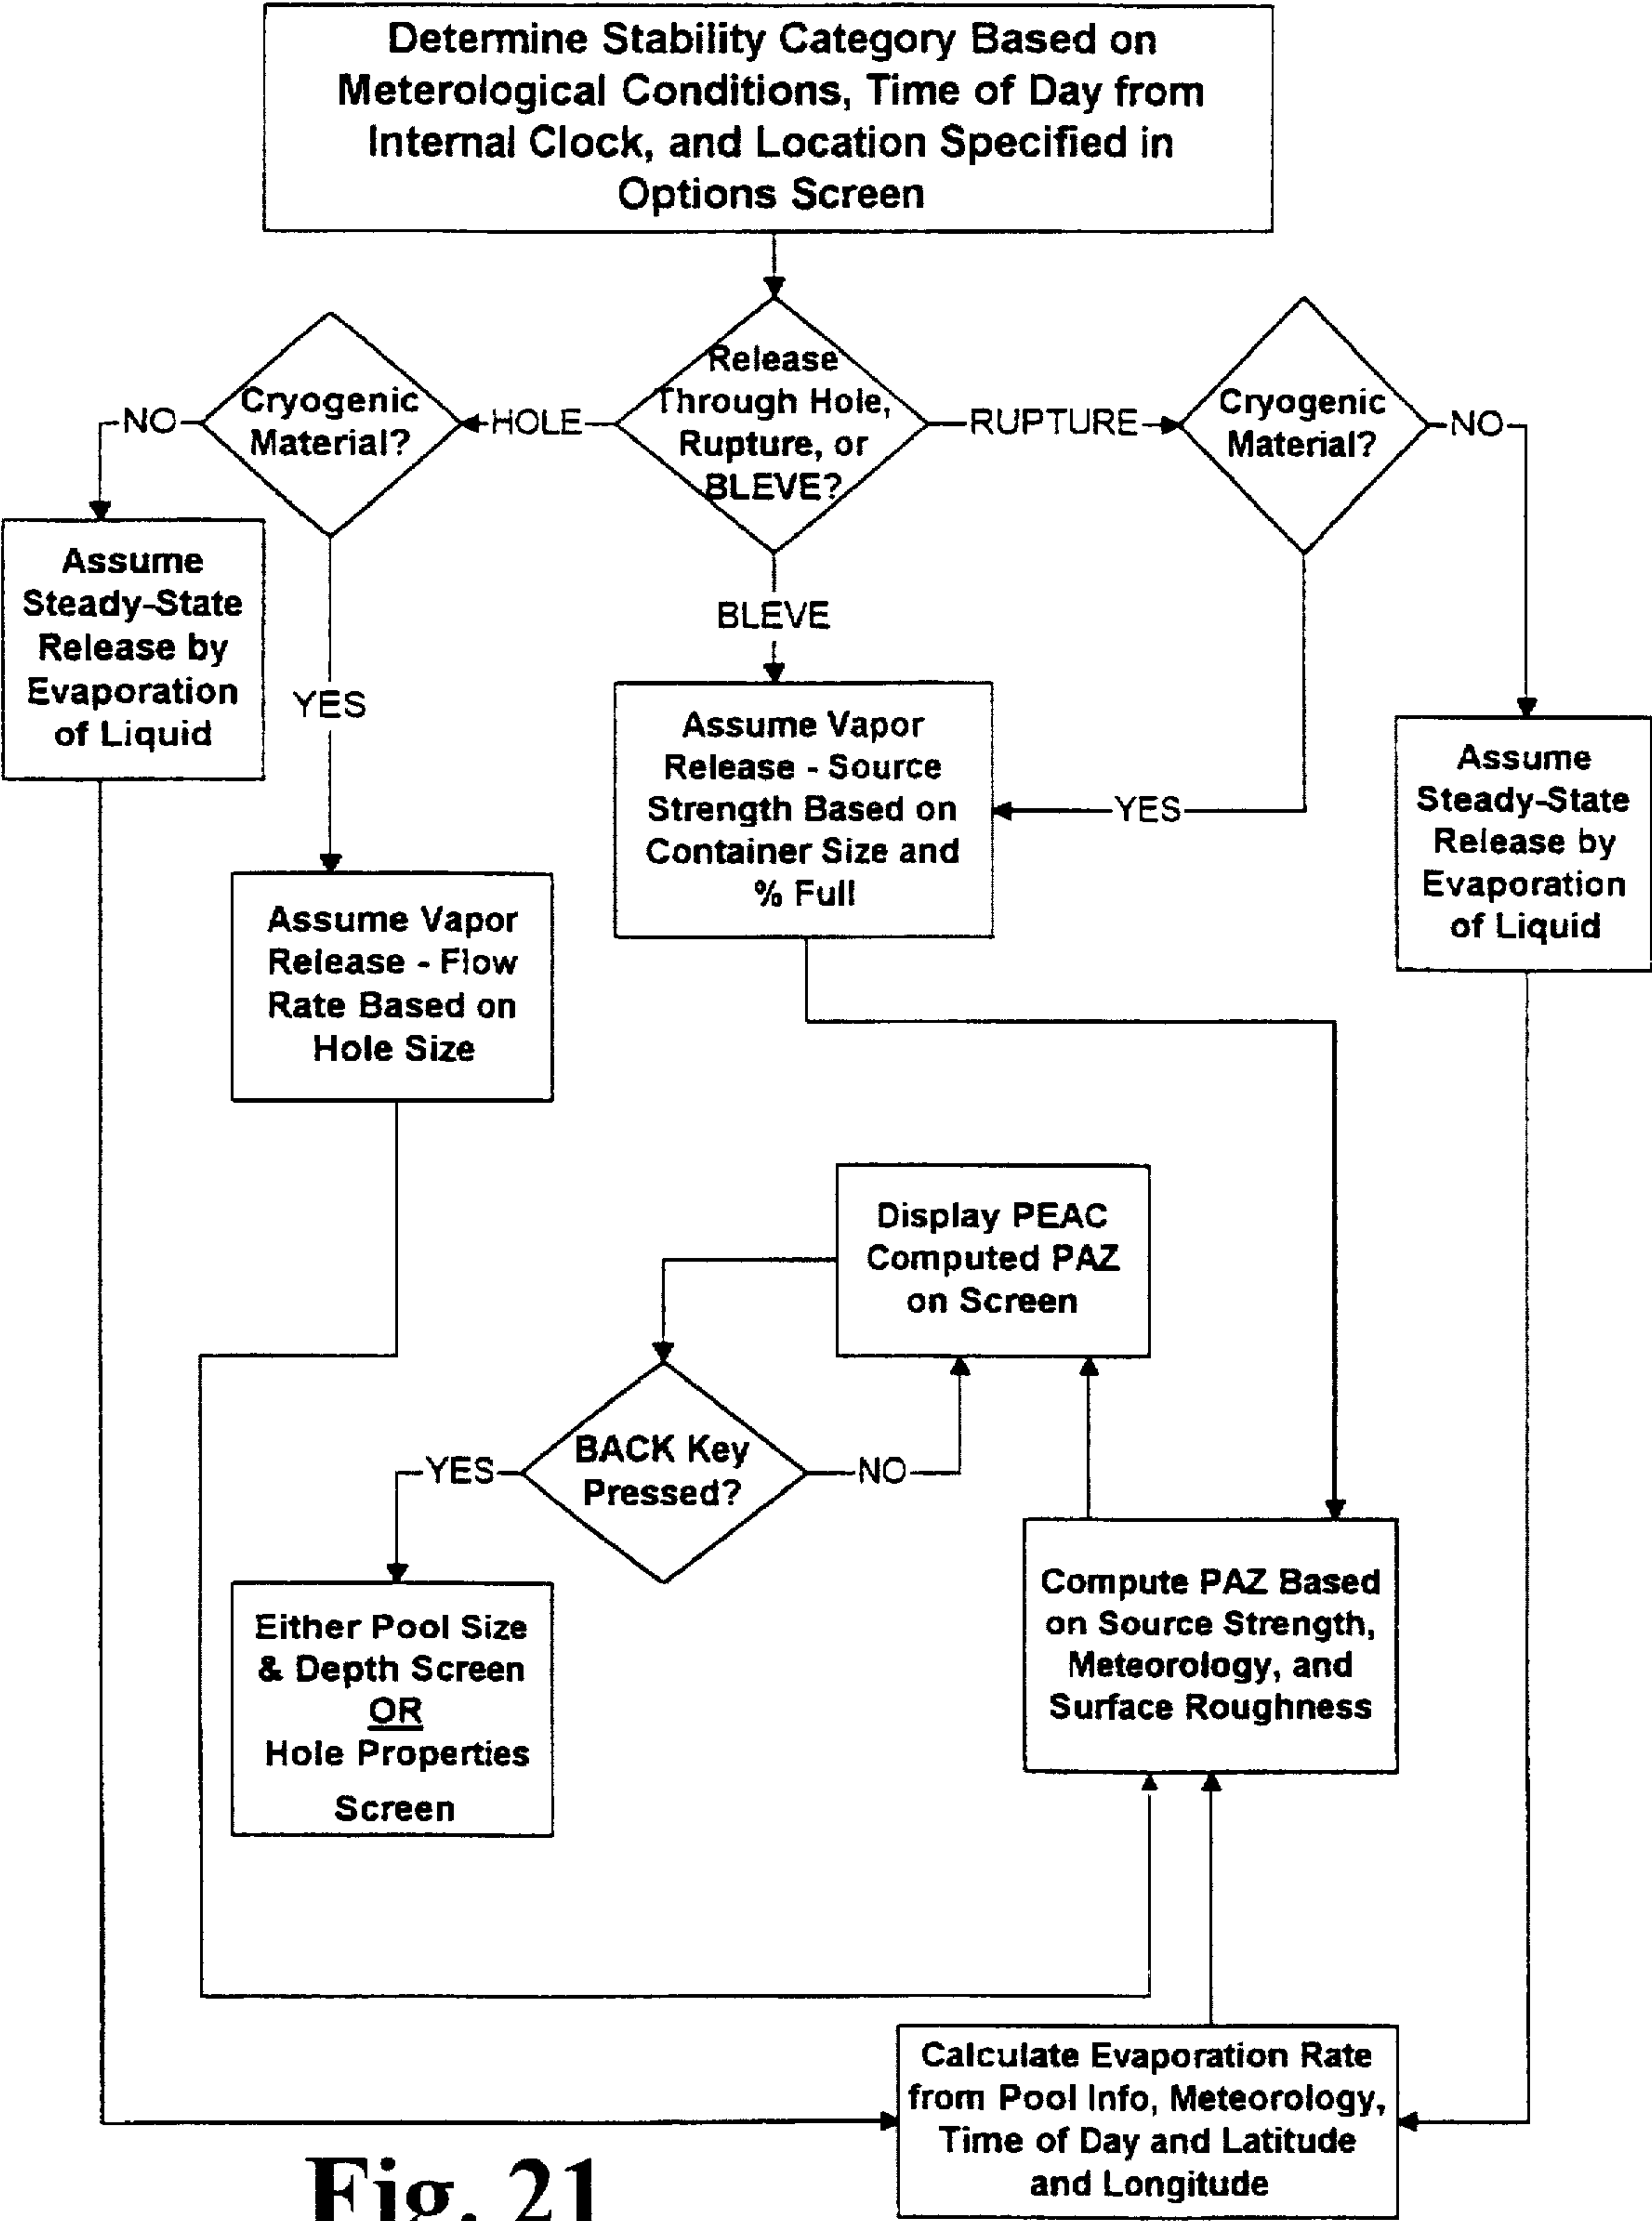 Determine Stability Category Based on
Meterological Conditions, Time of Day from
Internal Clock, and Location Specified in
Options Screen
Release
Through Hole,
Rupture, or
BLEVE?
HOLE
RUPTURE
BLEVE
Cryogenic
Material?
NO
YES
Cryogenic
Material?
NO
YES
Assume
Steady-State
Release by
Evaporation
of Liquid
Assume Vapor
Release - Source
Strength Based on
Container Size and
% Full
Assume
Steady-State
Release by
Evaporation
of Liquid
Assume Vapor
Release - Flow
Rate Based on
Hole Size
Display PEAC
Computed PAZ
on Screen
BACK Key
Pressed?
YES
NO
Either Pool Size
& Depth Screen
OR
Hole Properties
Screen
Compute PAZ Based
on Source Strength,
Meteorology, and
Surface Roughness
Calculate Evaporation Rate
from Pool Info, Meteorology,
Time of Day and Latitude
and Longitude
Fig. 21